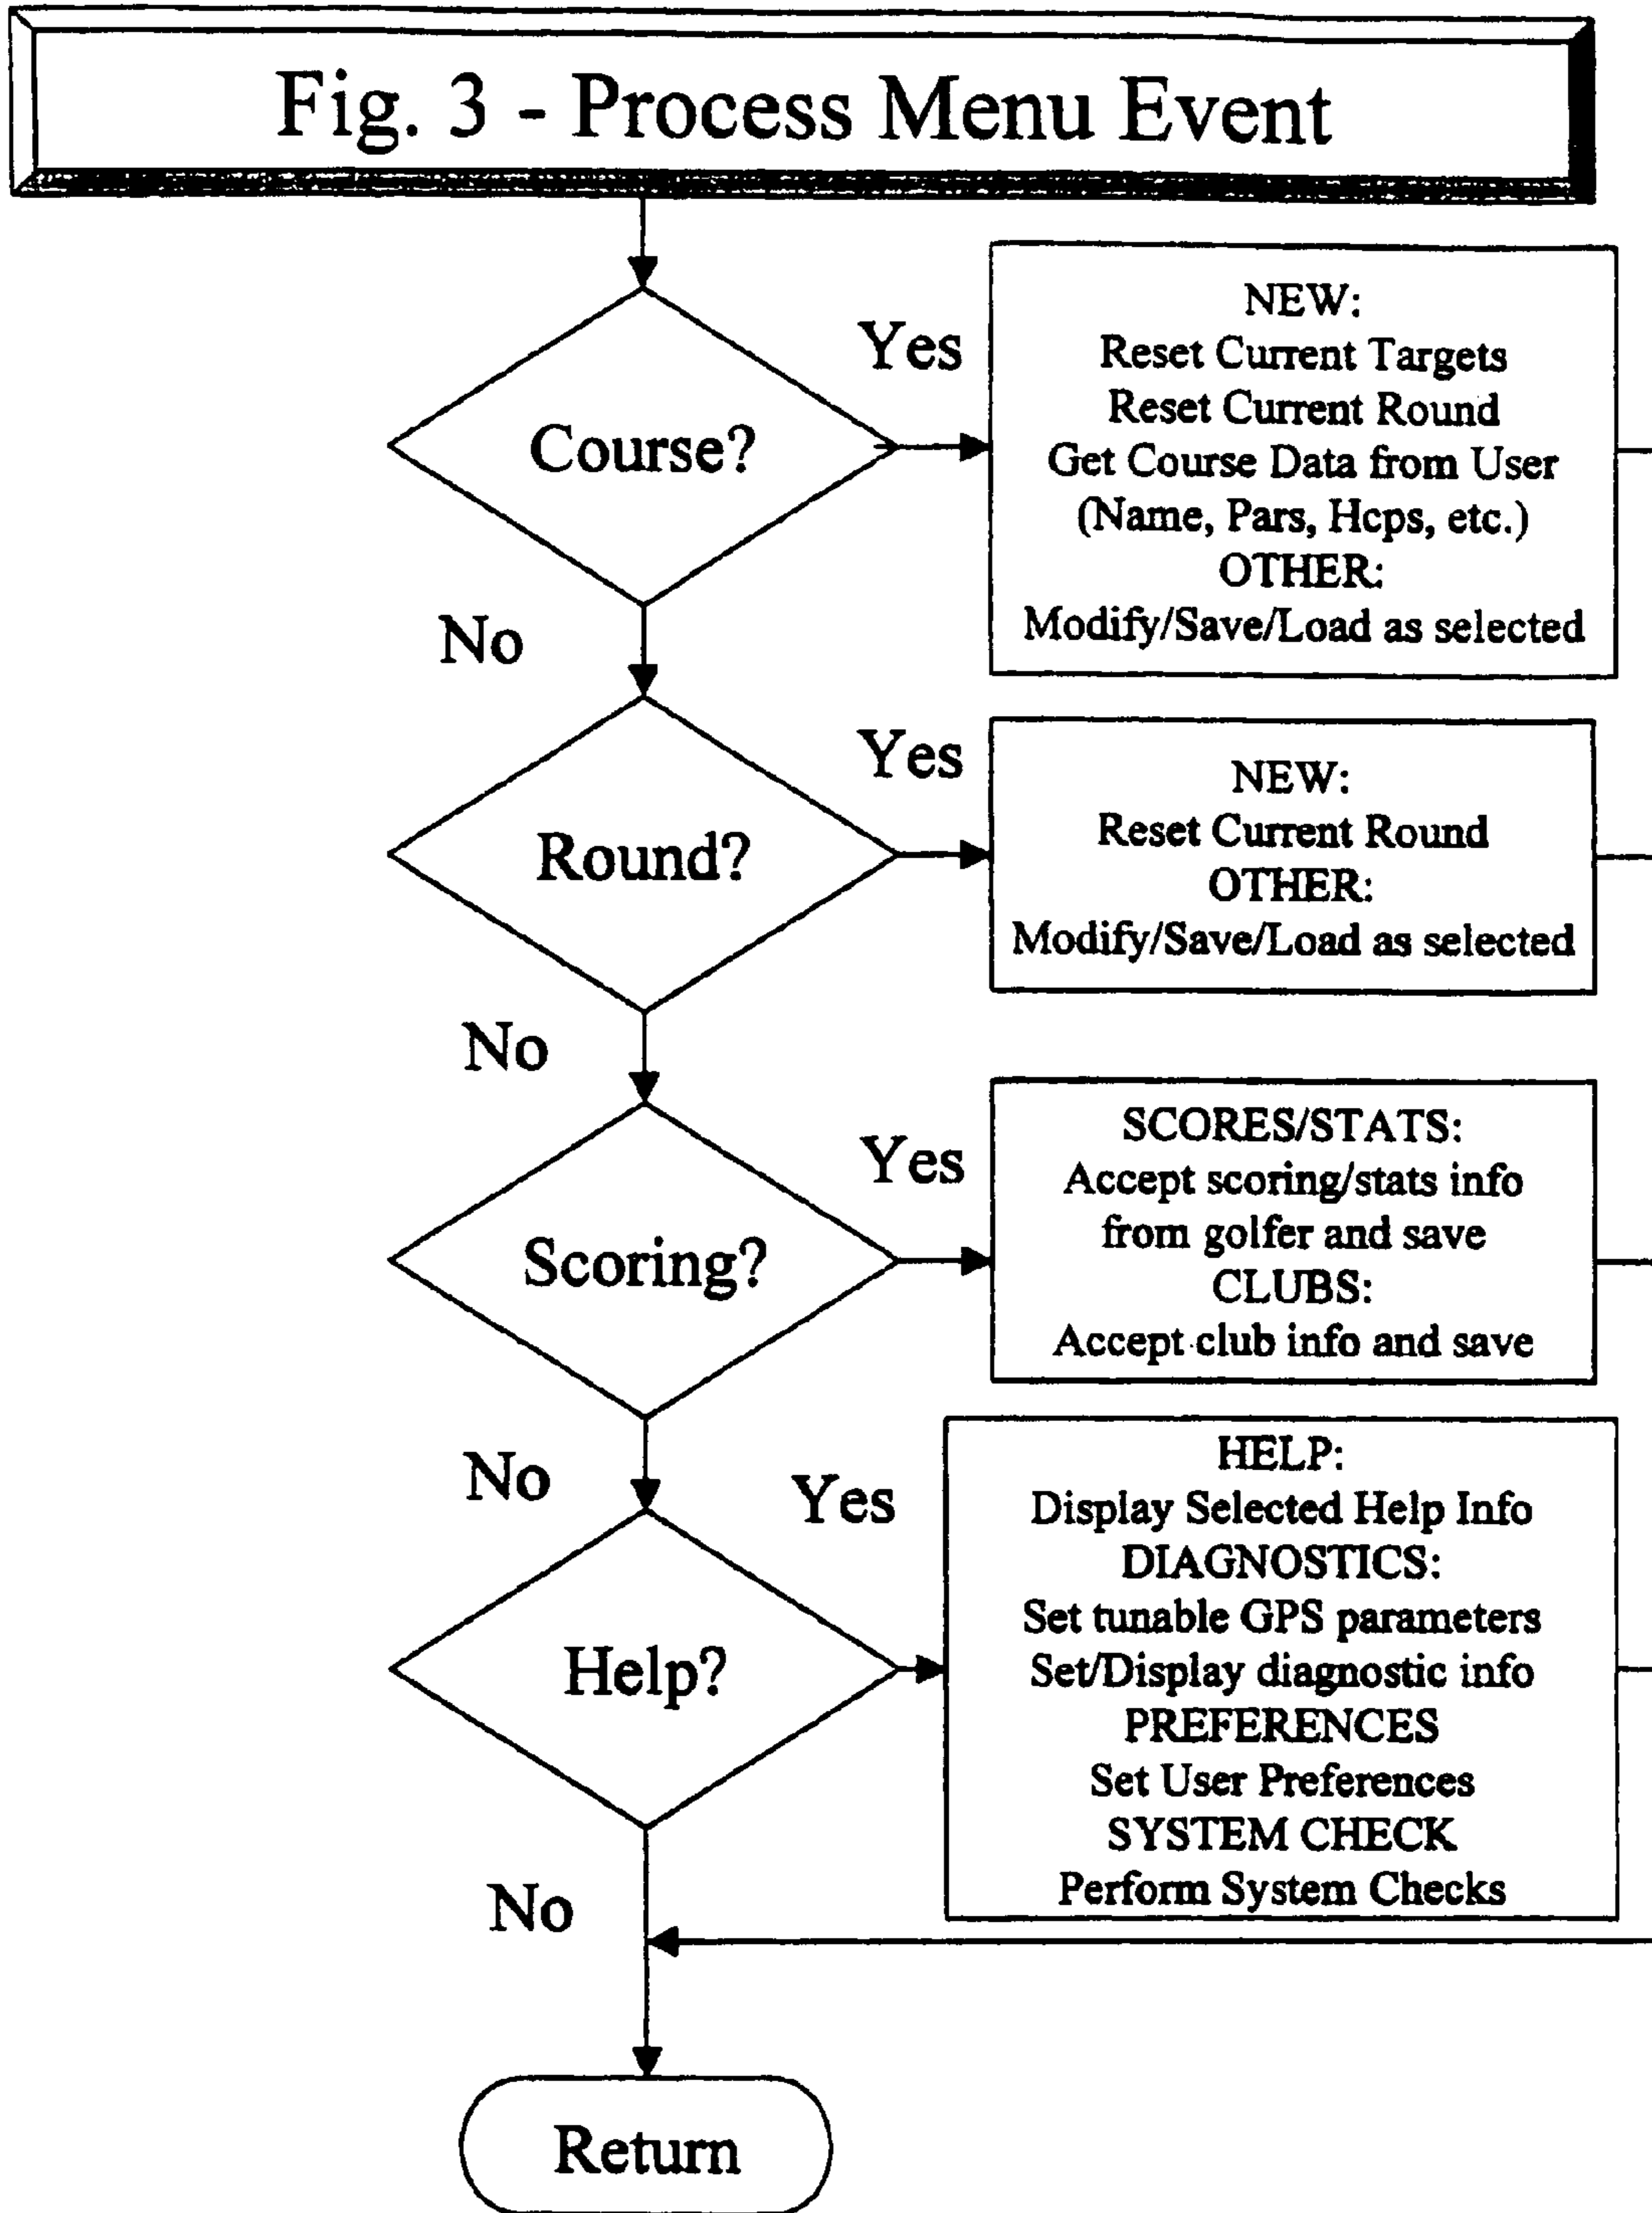 Fig. 3 - Process Menu Event
Course?
Yes
NEW:
Reset Current Targets
Reset Current Round
Get Course Data from User
(Name, Pars, Hcps, etc.)
OTHER:
Modify/Save/Load as selected
No
Round?
Yes
NEW:
Reset Current Round
OTHER:
Modify/Save/Load as selected
No
Scoring?
Yes
SCORES/STATS:
Accept scoring/stats info
from golfer and save
CLUBS:
Accept club info and save
No
Help?
Yes
HELP:
Display Selected Help Info
DIAGNOSTICS:
Set tunable GPS parameters
Set/Display diagnostic info
PREFERENCES
Set User Preferences
SYSTEM CHECK
Perform System Checks
No
Return